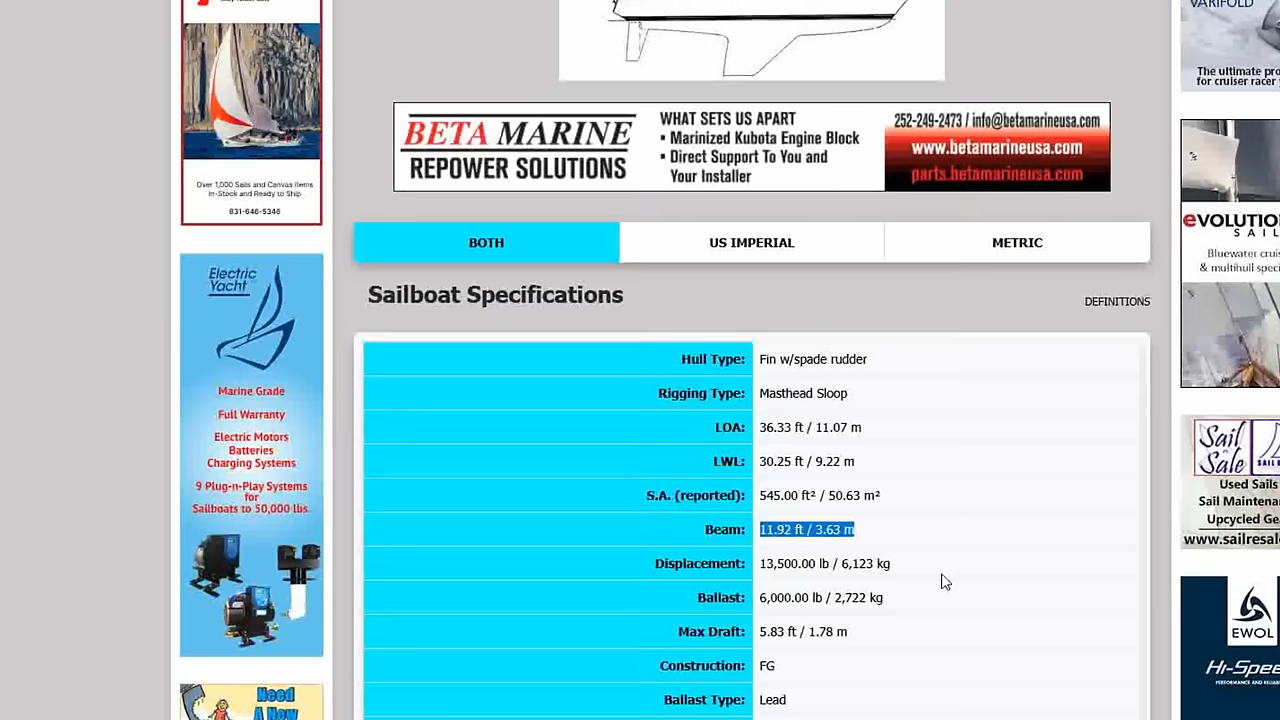 VARIFOLD
The ultimate pro
for cruiser racer
BETA MARINE
REPOWER SOLUTIONS
WHAT SETS US APART
▪ Marinized Kubota Engine Block
▪ Direct Support To You and
Your Installer
252-249-2473 / info@betamarineusa.com
www.betamarineusa.com
parts.betamarineusa.com
Over 1,000 Sails and Canvas Items
In-Stock and Ready to Ship
831-646-5346
BOTH
US IMPERIAL
METRIC
Sailboat Specifications
DEFINITIONS
Hull Type: Fin w/spade rudder
Rigging Type: Masthead Sloop
LOA: 36.33 ft / 11.07 m
LWL: 30.25 ft / 9.22 m
S.A. (reported): 545.00 ft² / 50.63 m²
Beam: 11.92 ft / 3.63 m
Displacement: 13,500.00 lb / 6,123 kg
Ballast: 6,000.00 lb / 2,722 kg
Max Draft: 5.83 ft / 1.78 m
Construction: FG
Ballast Type: Lead
Electric
Yacht
Marine Grade
Full Warranty
Electric Motors
Batteries
Charging Systems
9 Plug-n-Play Systems
for
Sailboats to 50,000 lbs
Need
A New
eVOLUTIO
SAIL
Bluewater cruis
& multihull speci
Sail
n
Sale
SAIL
Used Sails
Sail Maintenan
Upcycled Ge
www.sailresal
EWOL
Hi-Spee